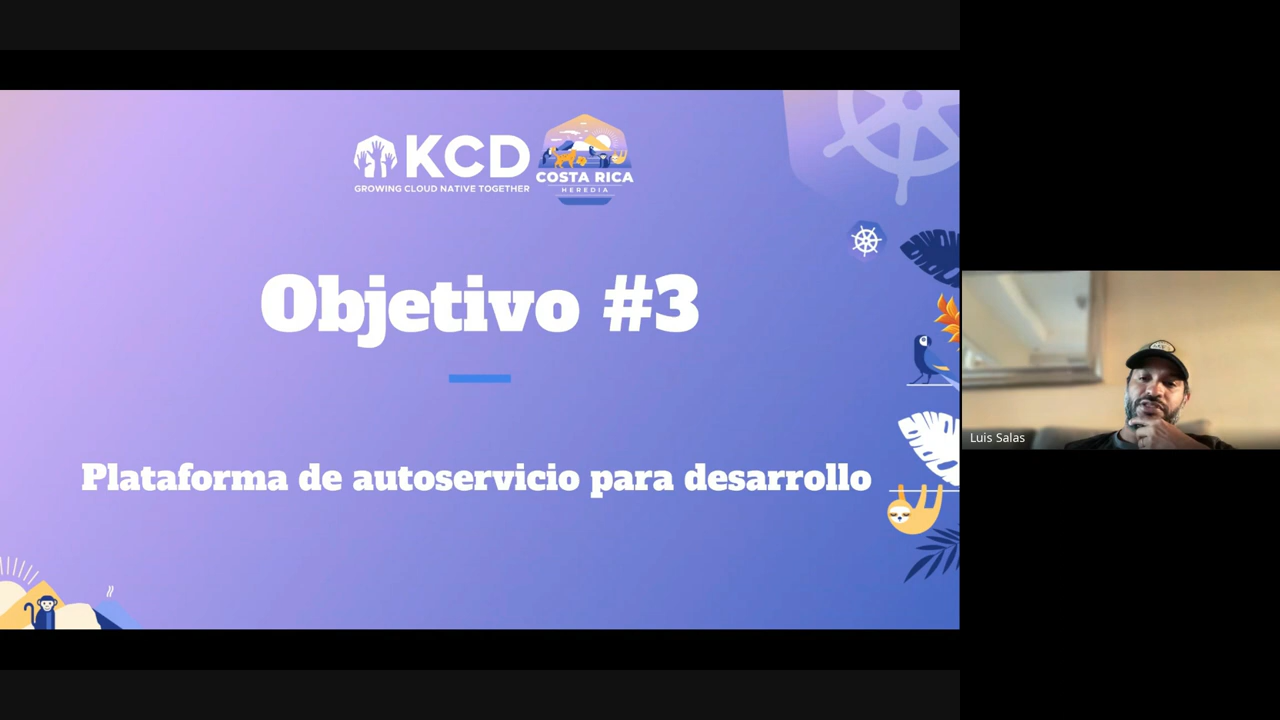 KCD
GROWING CLOUD NATIVE TOGETHER
COSTA RICA
HEREDIA
Objetivo #3
Plataforma de autoservicio para desarrollo
Luis Salas